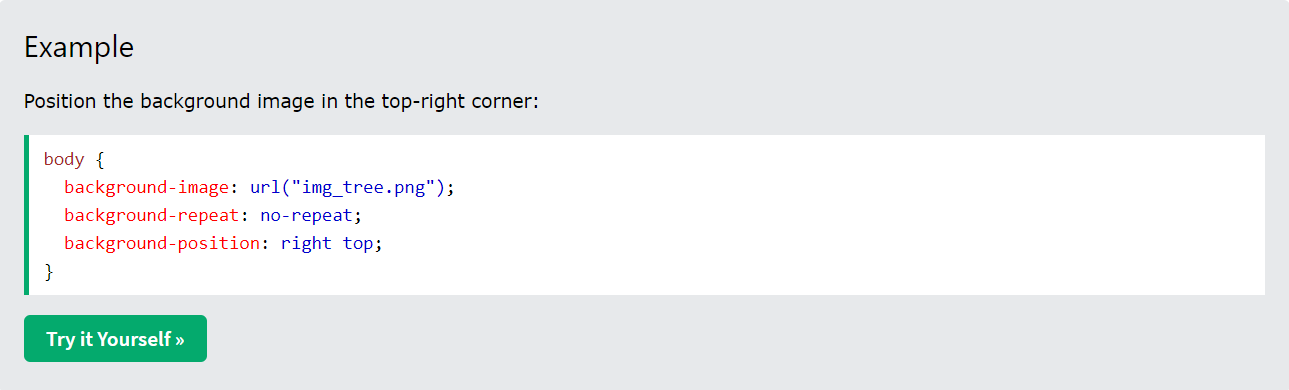 Example
Position the background image in the top-right corner:
body {
  background-image: url("img_tree.png");
  background-repeat: no-repeat;
  background-position: right top;
}
Try it Yourself »